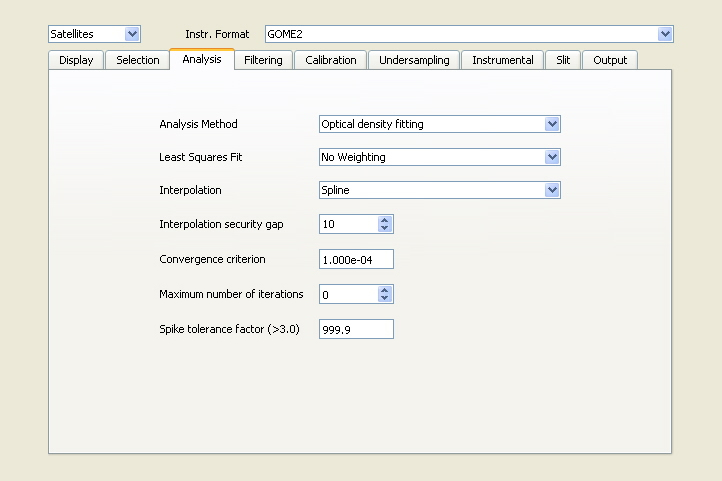 Satellites Instr. Format GOME2
Display Selection Analysis Filtering Calibration Undersampling Instrumental Slit Output
Analysis Method Optical density fitting
Least Squares Fit No Weighting
Interpolation Spline
Interpolation security gap 10
Convergence criterion 1.000e-04
Maximum number of iterations 0
Spike tolerance factor (>3.0) 999.9